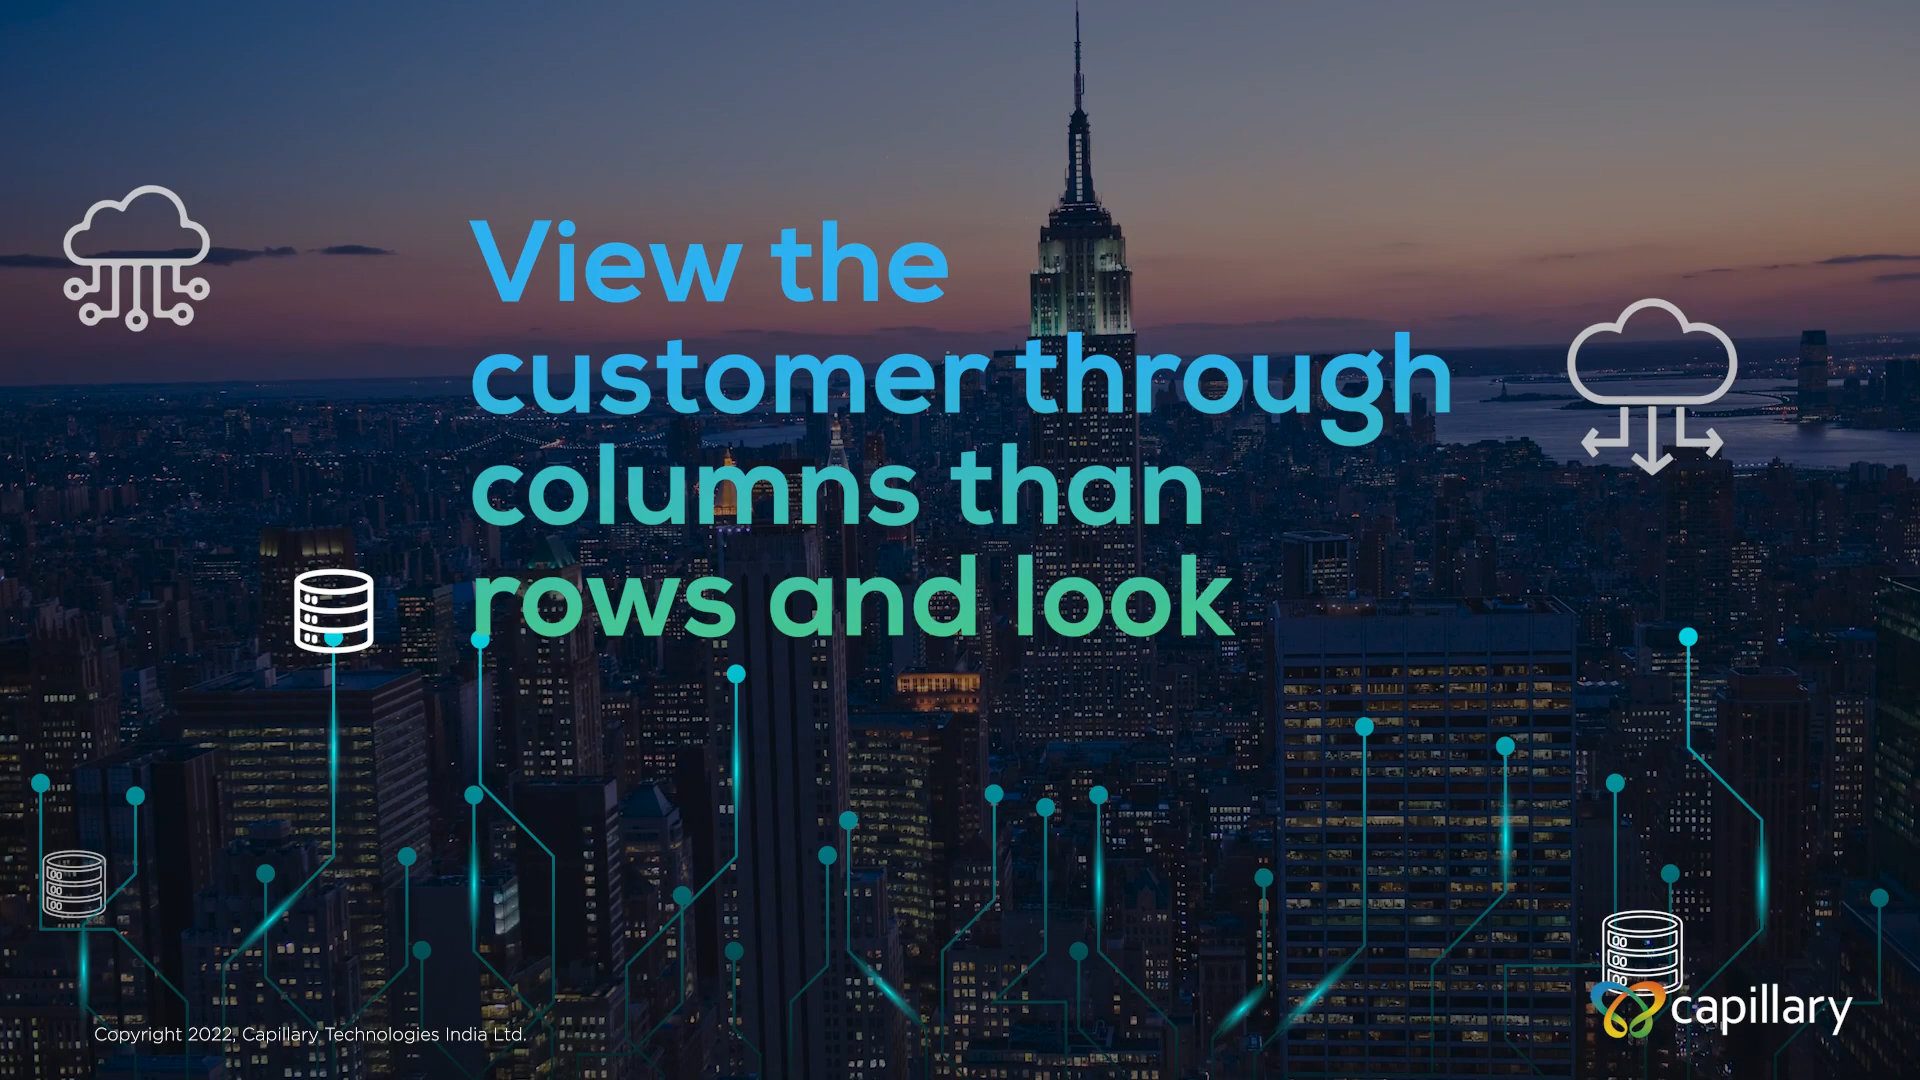 View the
customer through
columns than
rows and look
Copyright 2022, Capillary Technologies India Ltd.
capillary